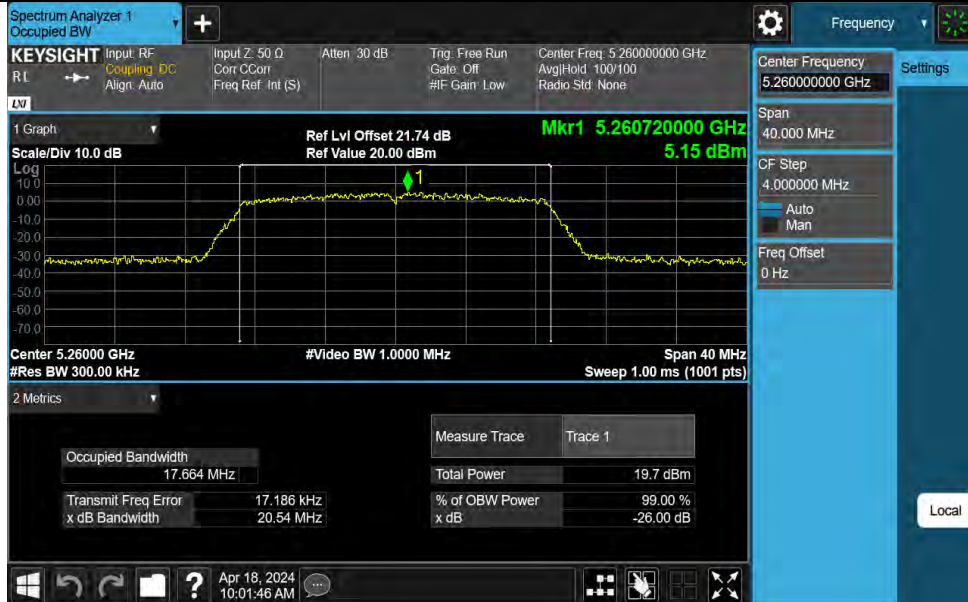 Spectrum Analyzer 1
Occupied BW
+
Frequency
KEYSIGHT Input: RF Input Z: 50 Ω Atten: 30 dB Trig: Free Run Center Freq: 5.260000000 GHz
RL Coupling: DC Corr CCorr Gate: Off Avg|Hold: 100/100
Align: Auto Freq Ref: Int (S) #IF Gain: Low Radio Std: None
LXI
1 Graph
Ref Lvl Offset 21.74 dB
Mkr1 5.260720000 GHz
Scale/Div 10.0 dB Ref Value 20.00 dBm 5.15 dBm
Log
10.0
0.00
-10.0
-20.0
-30.0
-40.0
-50.0
-60.0
-70.0
1
Center 5.26000 GHz #Video BW 1.0000 MHz Span 40 MHz
#Res BW 300.00 kHz Sweep 1.00 ms (1001 pts)
2 Metrics
Measure Trace Trace 1
Occupied Bandwidth
17.664 MHz Total Power 19.7 dBm
Transmit Freq Error 17.186 kHz % of OBW Power 99.00 %
x dB Bandwidth 20.54 MHz x dB -26.00 dB
Center Frequency
5.260000000 GHz
Settings
Span
40.000 MHz
CF Step
4.000000 MHz
Auto
Man
Freq Offset
0 Hz
Local
? Apr 18, 2024
10:01:46 AM